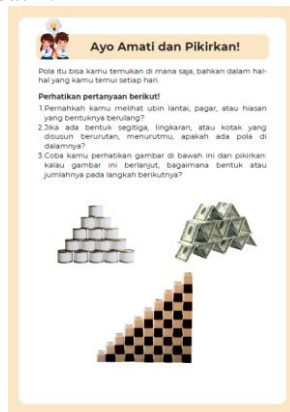 Ayo Amati dan Pikirkan!
Pola itu bisa kamu temukan di mana saja, bahkan dalam hal-
hal yang kamu temui setiap hari.
Perhatikan pertanyaan berikut!
1.Pernahkah kamu melihat ubin lantai, pagar, atau hiasan
yang bentuknya berulang?
2.Jika ada bentuk segitiga, lingkaran, atau kotak yang
disusun berurutan, menurutmu, apakah ada pola di
dalamnya?
3.Coba kamu perhatikan gambar di bawah ini dan pikirkan:
kalau gambar ini berlanjut, bagaimana bentuk atau
jumlahnya pada langkah berikutnya?